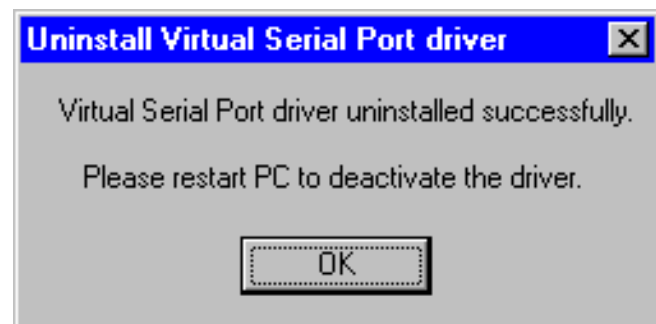 Uninstall Virtual Serial Port driver
Virtual Serial Port driver uninstalled successfully.
Please restart PC to deactivate the driver.
OK